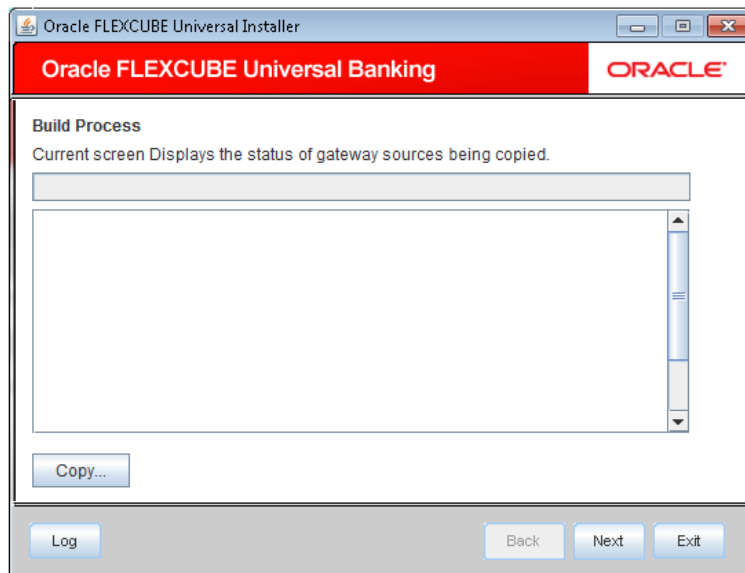 Oracle FLEXCUBE Universal Installer
Oracle FLEXCUBE Universal Banking
ORACLE
Build Process
Current screen Displays the status of gateway sources being copied.
Copy...
Log Back Next Exit